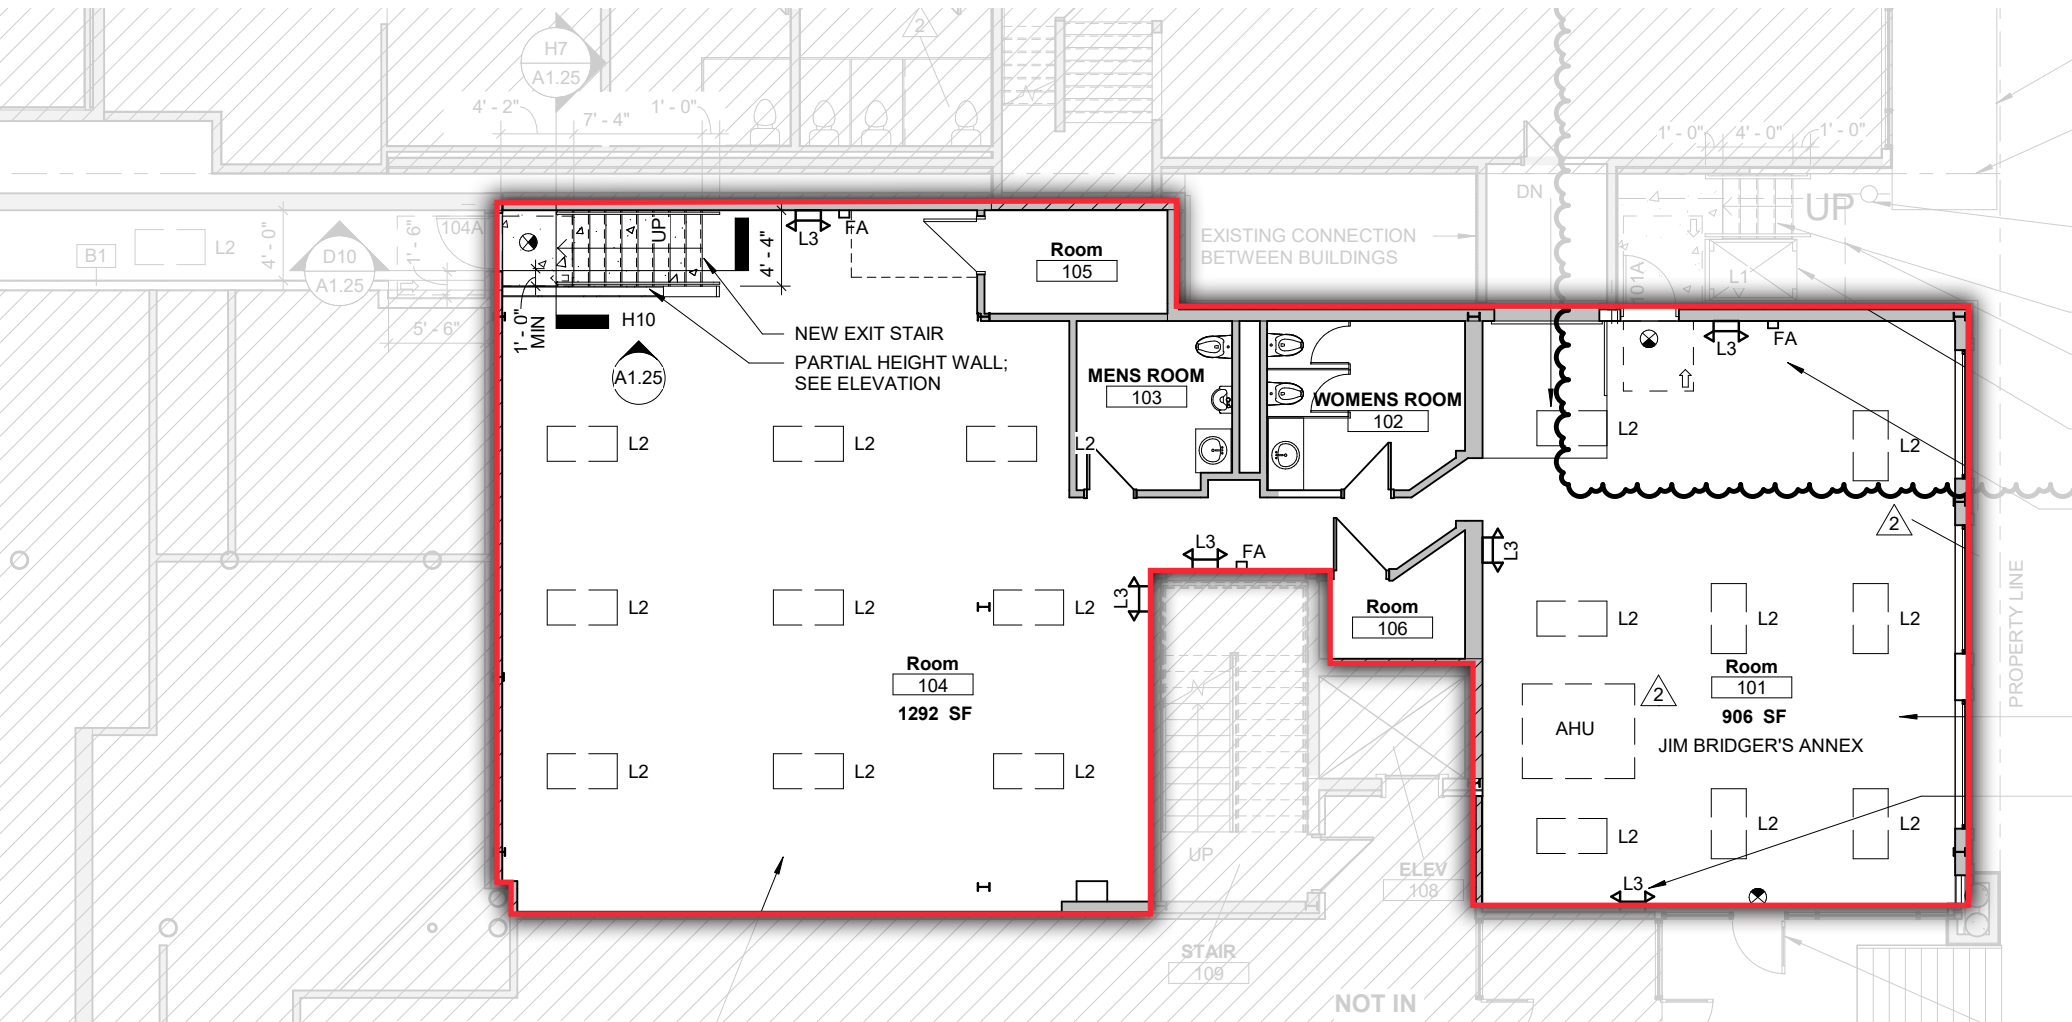 H7
A1.25
2
4' - 2"
7' - 4"
1' - 0"
1' - 0"
4' - 0"
1' - 0"
DN
UP
104A
1' - 6"
4' - 0"
L2
B1
D10
A1.25
5' - 6"
UP
4' - 4"
L3
FA
Room
105
EXISTING CONNECTION
BETWEEN BUILDINGS
101A
L1
1' - 0"
MIN
H10
A1.25
NEW EXIT STAIR
PARTIAL HEIGHT WALL;
SEE ELEVATION
MENS ROOM
103
WOMENS ROOM
102
L3
FA
L2
L2
L2
L2
L2
2
L3
FA
L3
L3
L2
L2
L2
Room
106
L2
L2
L2
PROPERTY LINE
Room
104
1292 SF
Room
101
906 SF
2
AHU
JIM BRIDGER'S ANNEX
L2
L2
L2
L2
L2
L2
UP
ELEV
108
L3
STAIR
109
NOT IN